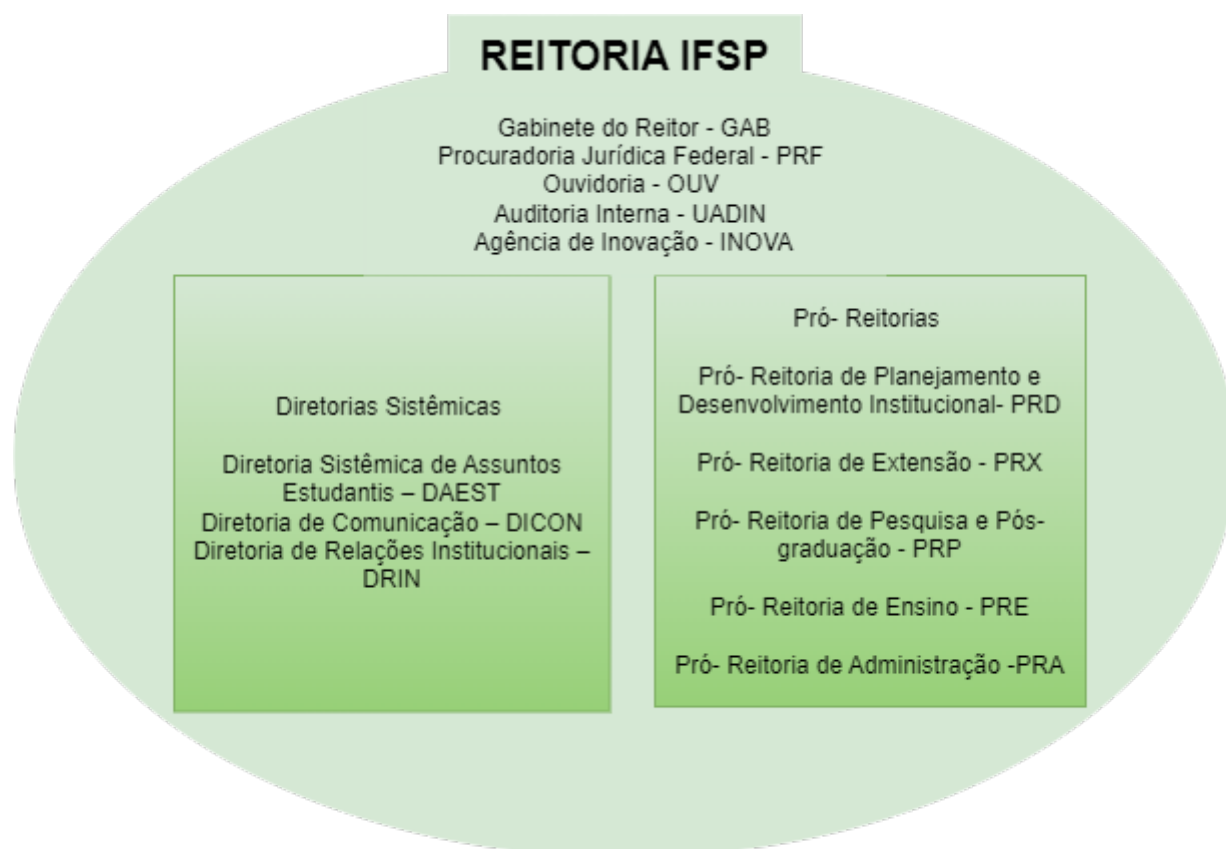 REITORIA IFSP
Gabinete do Reitor - GAB
Procuradoria Jurídica Federal - PRF
Ouvidoria - OUV
Auditoria Interna - UADIN
Agência de Inovação - INOVA
Diretorias Sistêmicas
Diretoria Sistêmica de Assuntos
Estudantis – DAEST
Diretoria de Comunicação – DICON
Diretoria de Relações Institucionais –
DRIN
Pró- Reitorias
Pró- Reitoria de Planejamento e
Desenvolvimento Institucional- PRD
Pró- Reitoria de Extensão - PRX
Pró- Reitoria de Pesquisa e Pós-
graduação - PRP
Pró- Reitoria de Ensino - PRE
Pró- Reitoria de Administração -PRA